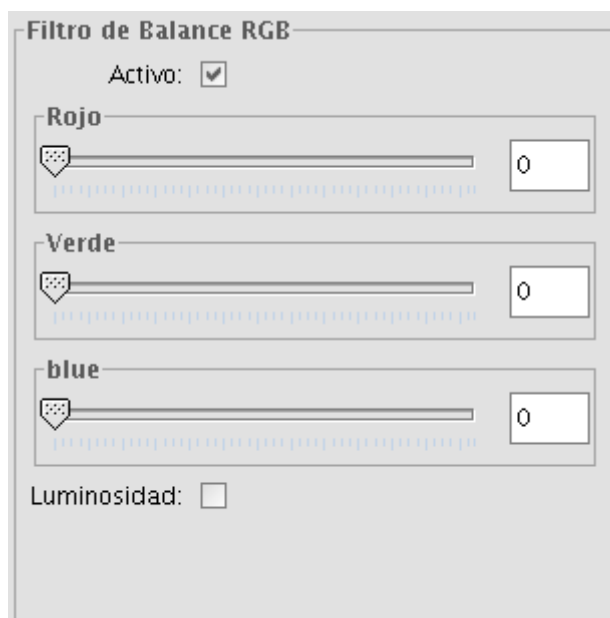 Filtro de Balance RGB
Activo:
Rojo
0
Verde
0
blue
0
Luminosidad: